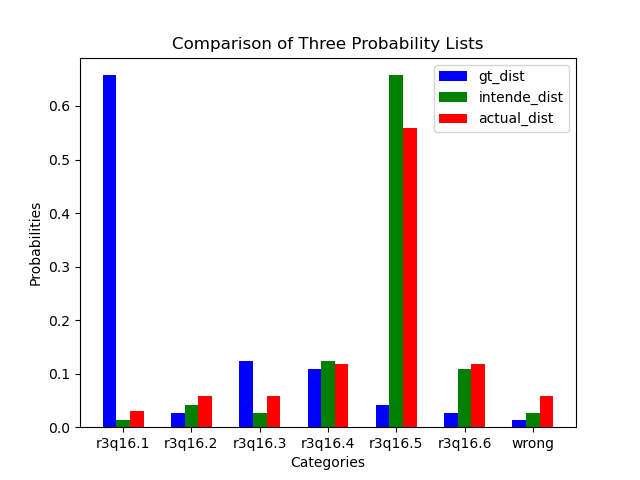 Comparison of Three Probability Lists
gt_dist
intende_dist
actual_dist
Probabilities
0.6
0.5
0.4
0.3
0.2
0.1
0.0
r3q16.1 r3q16.2 r3q16.3 r3q16.4 r3q16.5 r3q16.6 wrong
Categories